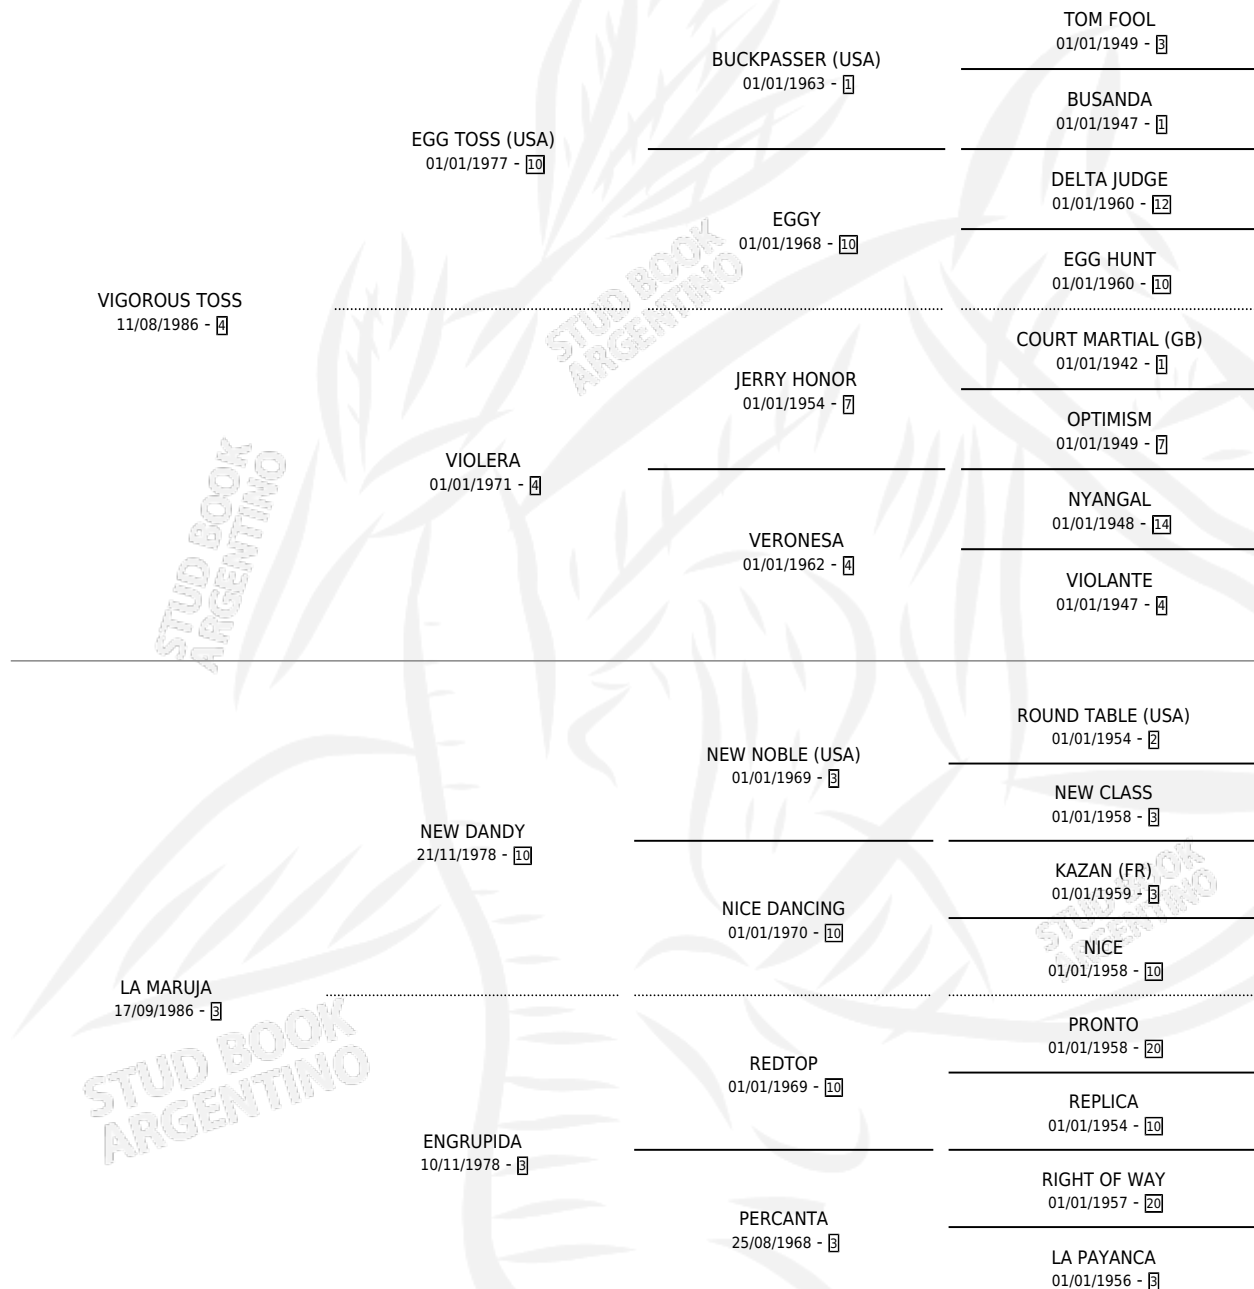 TOM FOOL
01/01/1949 - 3
BUCKPASSER (USA)
01/01/1963 - 1
BUSANDA
01/01/1947 - 1
EGG TOSS (USA)
01/01/1977 - 10
DELTA JUDGE
01/01/1960 - 12
EGGY
01/01/1968 - 10
EGG HUNT
01/01/1960 - 10
VIGOROUS TOSS
11/08/1986 - 4
COURT MARTIAL (GB)
01/01/1942 - 1
JERRY HONOR
01/01/1954 - 7
OPTIMISM
01/01/1949 - 7
VIOLERA
01/01/1971 - 4
NYANGAL
01/01/1948 - 14
VERONESA
01/01/1962 - 4
VIOLANTE
01/01/1947 - 4
ROUND TABLE (USA)
01/01/1954 - 2
NEW NOBLE (USA)
01/01/1969 - 3
NEW CLASS
01/01/1958 - 3
NEW DANDY
21/11/1978 - 10
KAZAN (FR)
01/01/1959 - 3
NICE DANCING
01/01/1970 - 10
NICE
01/01/1958 - 10
LA MARUJA
17/09/1986 - 3
PRONTO
01/01/1958 - 20
REDTOP
01/01/1969 - 10
REPLICA
01/01/1954 - 10
ENGRUPIDA
10/11/1978 - 3
RIGHT OF WAY
01/01/1957 - 20
PERCANTA
25/08/1968 - 3
LA PAYANCA
01/01/1956 - 3
STUD BOOK
ARGENTINO
STUD BOOK
ARGENTINO
STUD BOOK
ARGENTINO
STUD BOOK
ARGENTINO